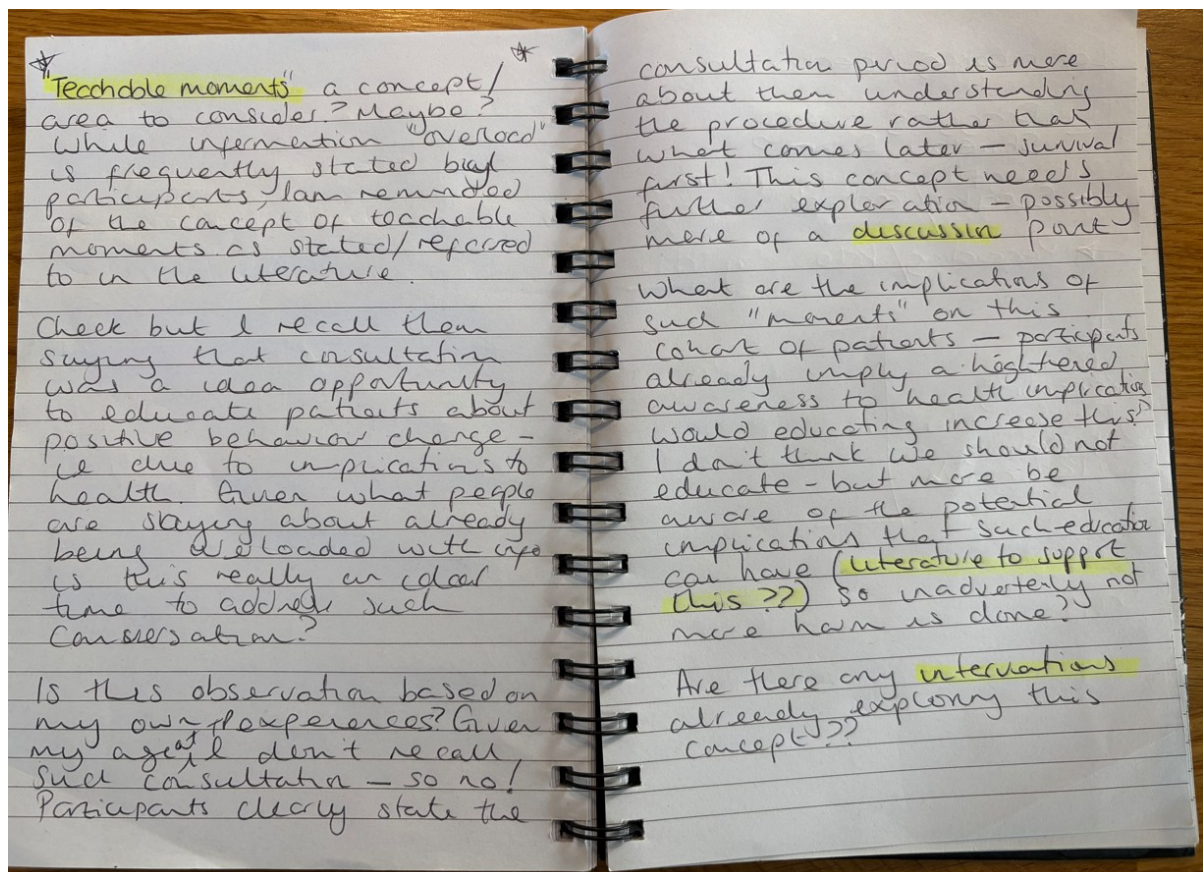 "Teachable moments" a concept/
area to consider? Maybe?
While information "overload"
is frequently stated by
participants, I am reminded
of the concept of teachable
moments as stated/referred
to in the literature.
Check but I recall them
saying that consultation
was a idea opportunity
to educate patients about
positive behaviour change -
ie due to implications to
health. Given what people
are saying about already
being overloaded with info
is this really an ideal
time to address such
conversation?
Is this observation based on
my own experiences? Given
my age at I don't recall
such consultation - so no!
Participants clearly state the
consultation period is more
about them understanding
the procedure rather that
what comes later - survival
first! This concept needs
further exploration - possibly
more of a discussion point
What are the implications of
such "moments" on this
cohort of patients - participants
already imply a hightered
awareness to health implication
would educating increase this?
I don't think we should not
educate - but more be
aware of the potential
implications that such education
can have (literature to support
this ??) so inadvertently not
more harm is done?
Are there any interventions
already exploring this
concept??